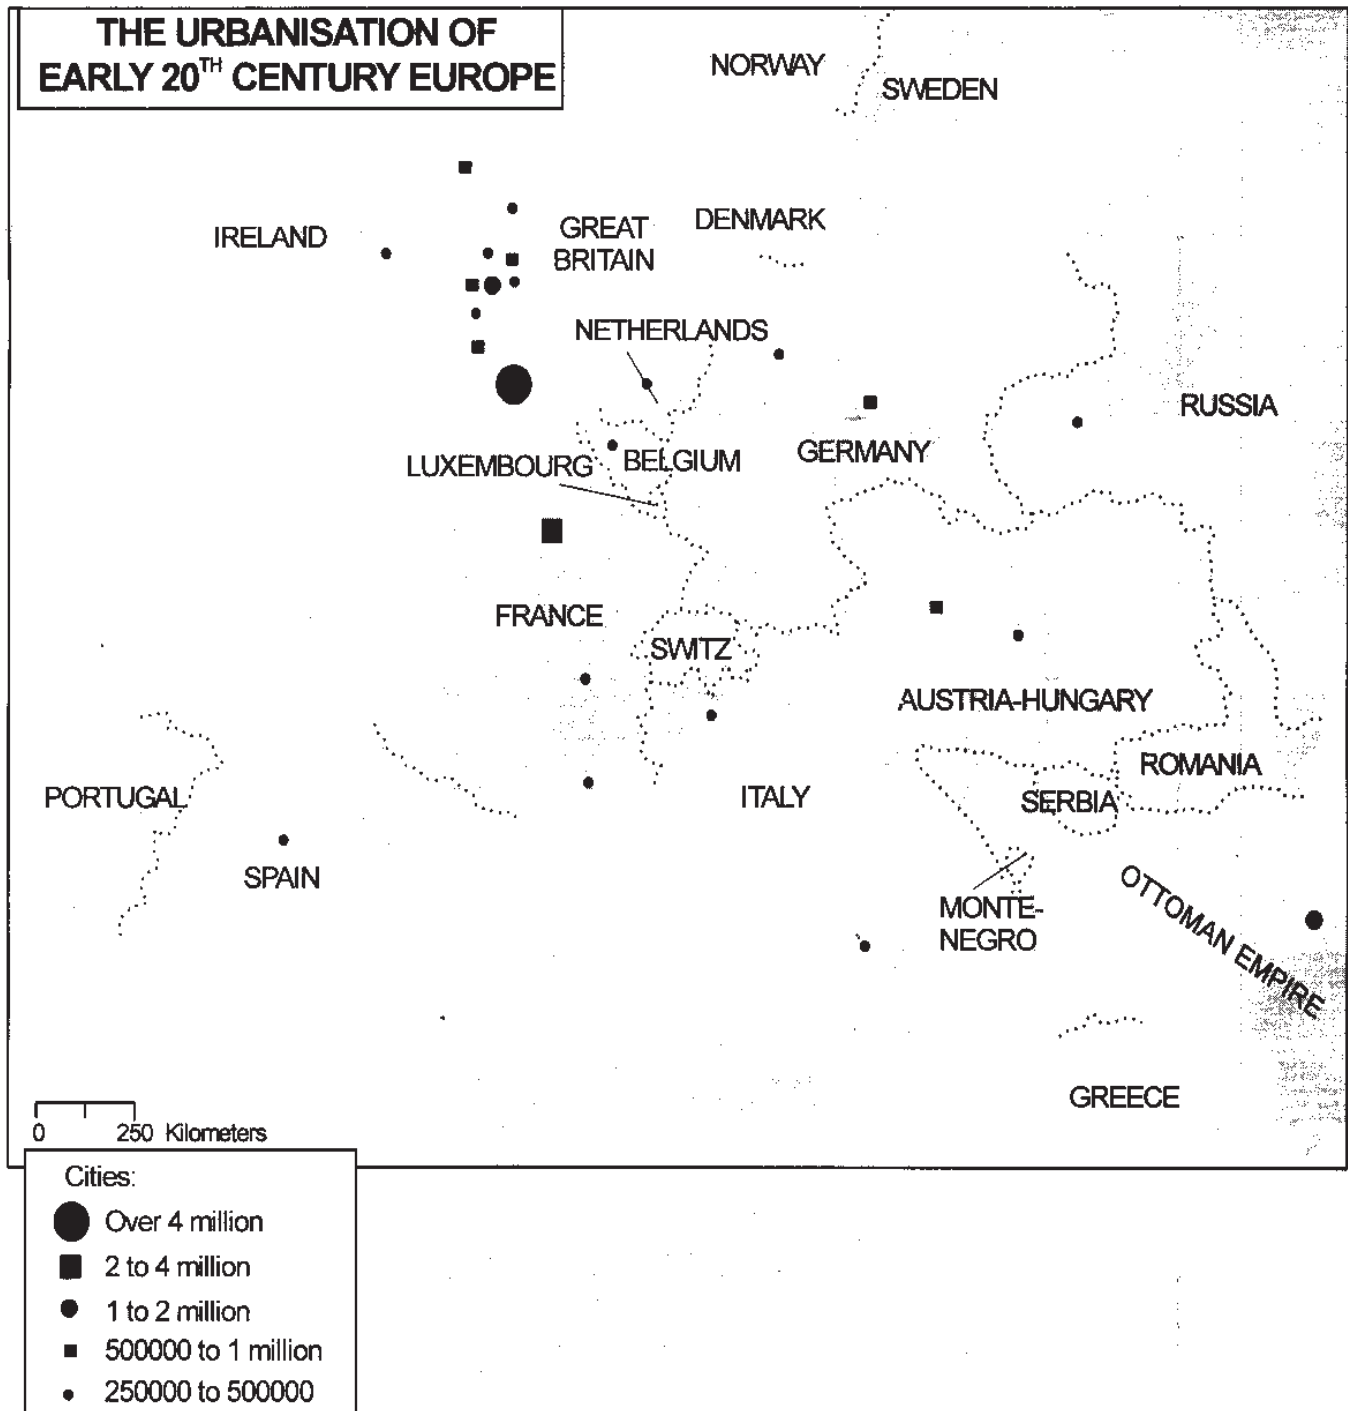 THE URBANISATION OF
EARLY 20TH CENTURY EUROPE
NORWAY
SWEDEN
IRELAND
GREAT
BRITAIN
DENMARK
NETHERLANDS
RUSSIA
LUXEMBOURG
BELGIUM
GERMANY
FRANCE
SWITZ
AUSTRIA-HUNGARY
ROMANIA
PORTUGAL
ITALY
SERBIA
SPAIN
MONTE-
NEGRO
OTTOMAN EMPIRE
GREECE
0 250 Kilometers
Cities:
Over 4 million
2 to 4 million
1 to 2 million
500000 to 1 million
250000 to 500000